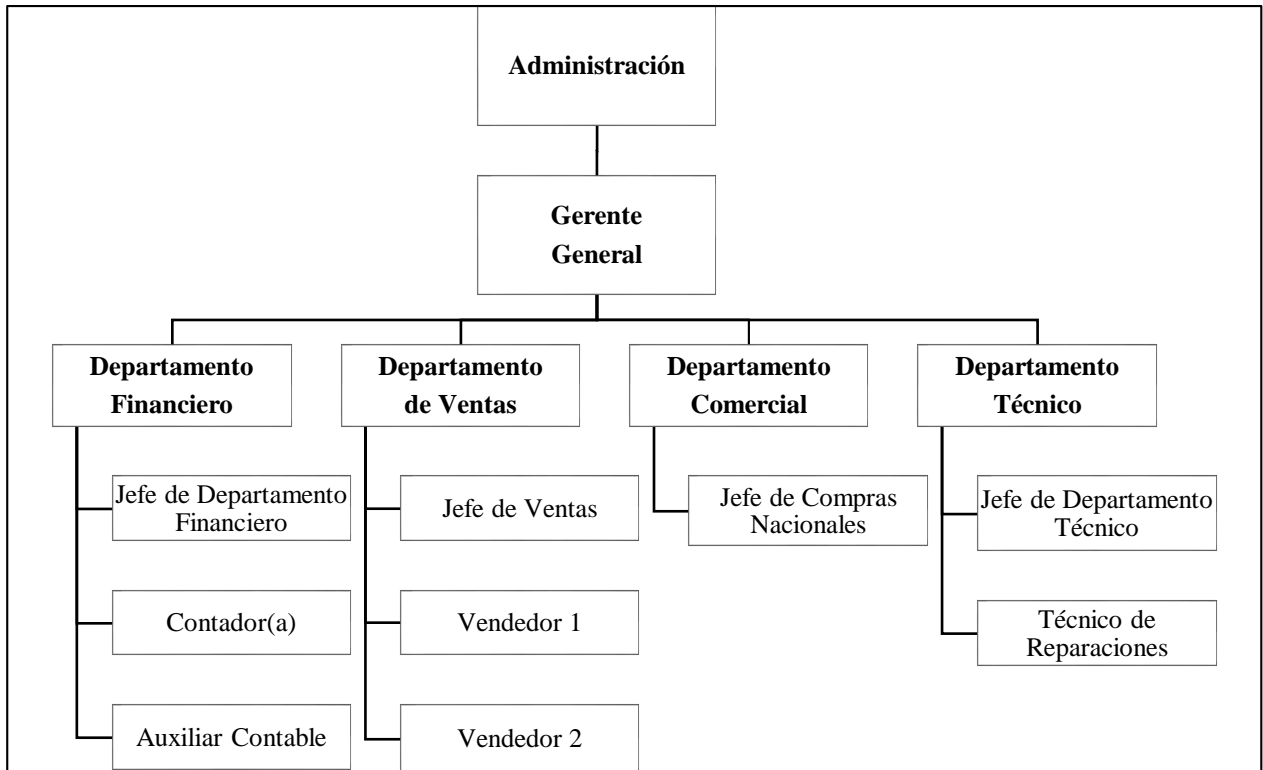 Administración
Gerente
General
Departamento
Financiero
Departamento
de Ventas
Departamento
Comercial
Departamento
Técnico
Jefe de Departamento
Financiero
Jefe de Ventas
Jefe de Compras
Nacionales
Jefe de Departamento
Técnico
Contador(a)
Vendedor 1
Técnico de
Reparaciones
Auxiliar Contable
Vendedor 2